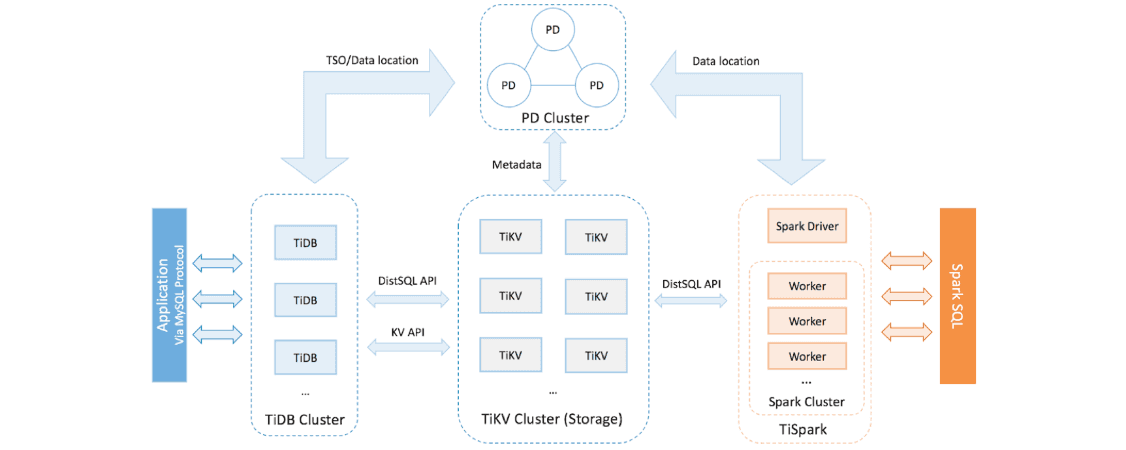 PD
TSO/Data location
Data location
PD
PD
PD Cluster
Metadata
Application
Via MySQL Protocol
TiDB
TiDB
TiDB
...
TiDB Cluster
DistSQL API
KV API
TiKV
TiKV
TiKV
TiKV
TiKV
TiKV
...
TiKV Cluster (Storage)
DistSQL API
Spark Driver
Worker
Worker
Worker
...
Spark Cluster
TiSpark
Spark SQL